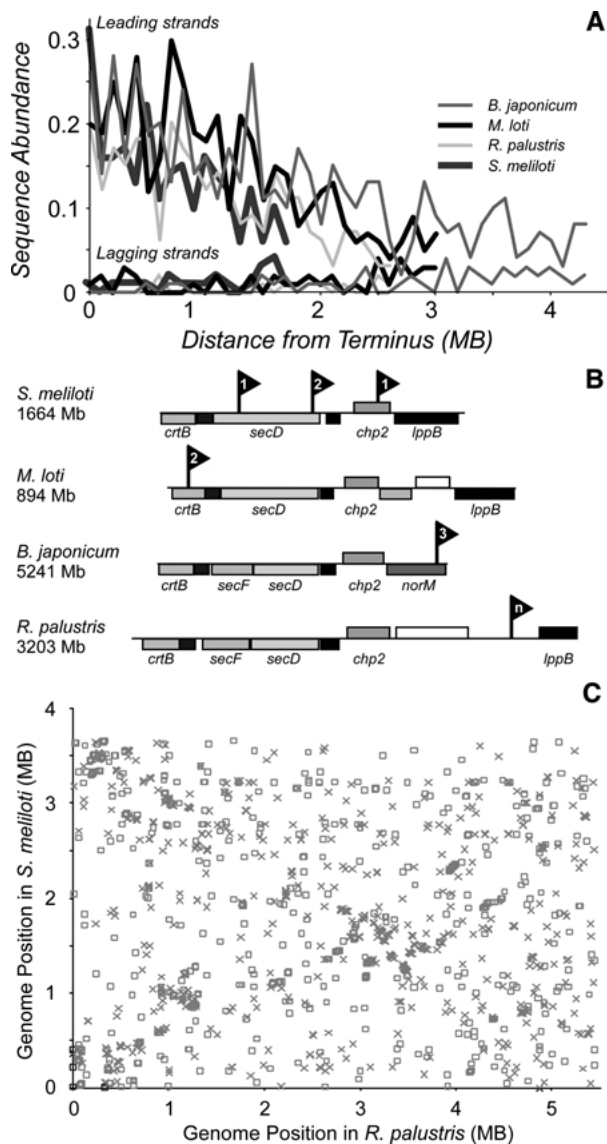 A
Leading strands
Sequence Abundance
0.3
0.2
0.1
0
B. japonicum
M. loti
R. palustris
S. meliloti
Lagging strands
0 1 2 3 4
Distance from Terminus (MB)
B
S. meliloti
1664 Mb
1 2 1
crtB secD chp2 lppB
M. loti
894 Mb
2
crtB secD chp2 lppB
B. japonicum
5241 Mb
3
crtB secF secD chp2 norM
R. palustris
3203 Mb
n
crtB secF secD chp2 lppB
C
Genome Position in S. meliloti (MB)
4
3
2
1
0
0 1 2 3 4 5
Genome Position in R. palustris (MB)